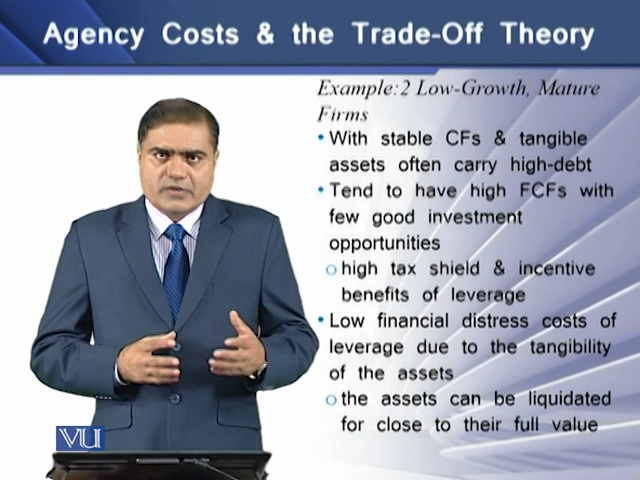 Agency Costs & the Trade-Off Theory
Example:2 Low-Growth, Mature
Firms
• With stable CFs & tangible
assets often carry high-debt
• Tend to have high FCFs with
few good investment
opportunities
o high tax shield & incentive
benefits of leverage
• Low financial distress costs of
leverage due to the tangibility
of the assets
o the assets can be liquidated
for close to their full value
VU